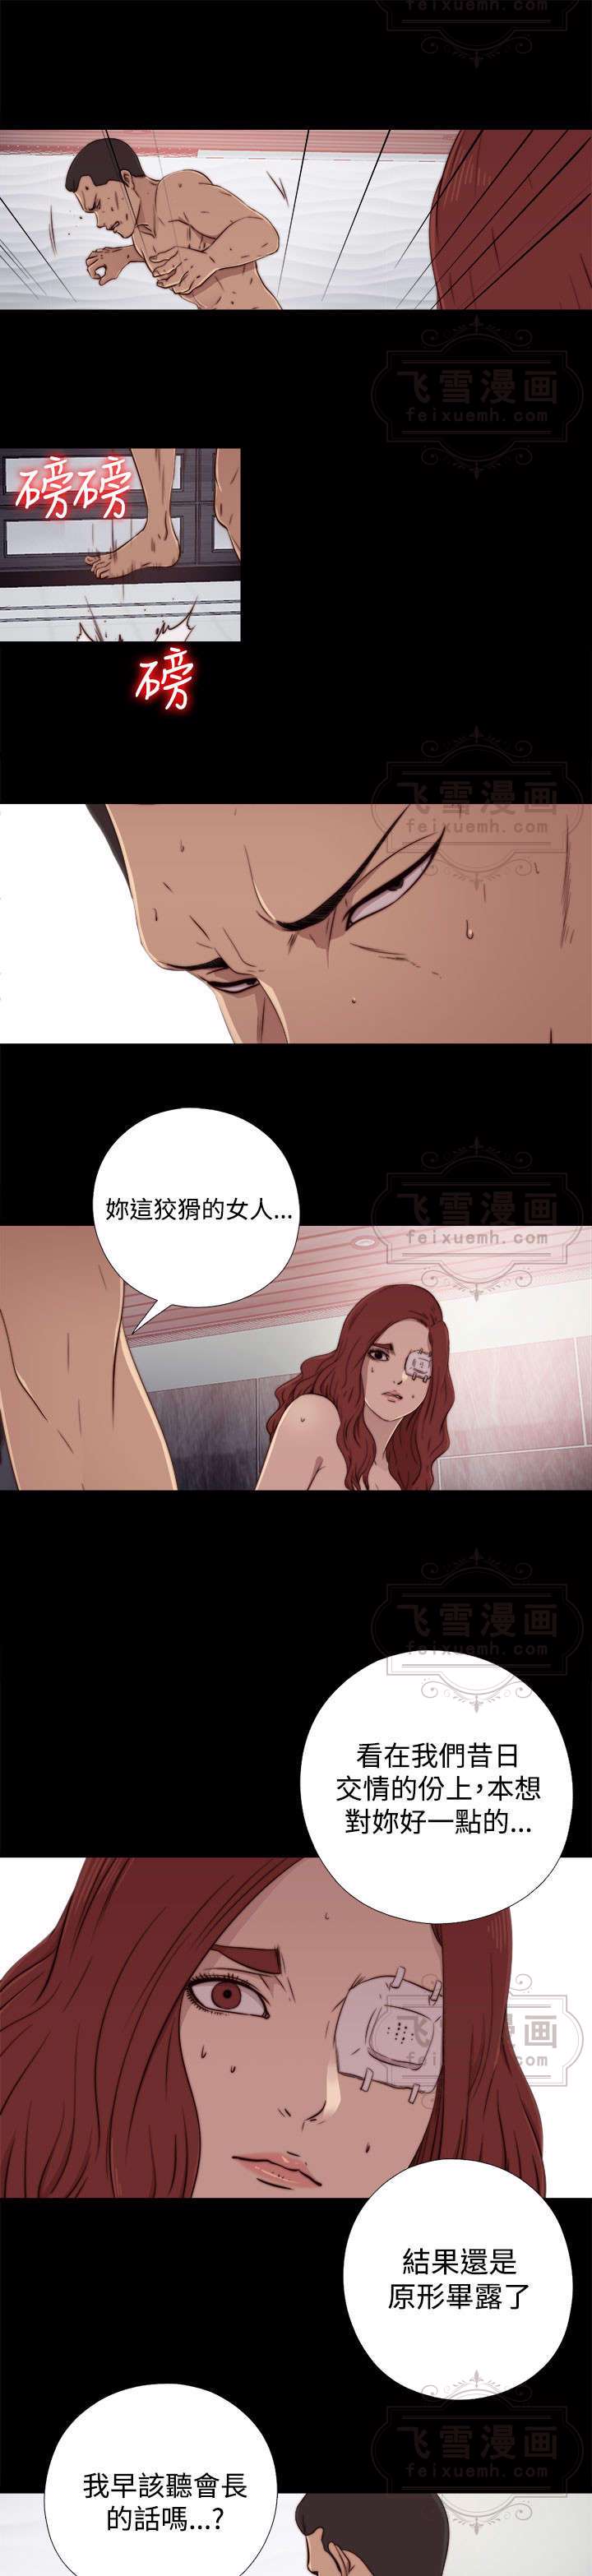 feixuemh.com
飞雪漫画
feixuemh.com
磅磅
磅
飞雪漫画
feixuemh.com
飞雪漫画
feixuemh.com
妳這狡猾的女人...
飞雪漫画
feixuemh.com
看在我們昔日
交情的份上,本想
對妳好一點的...
飞雪漫画
結果還是
原形畢露了
飞雪漫画
feixuemh.com
我早該聽會長
的話嗎...?